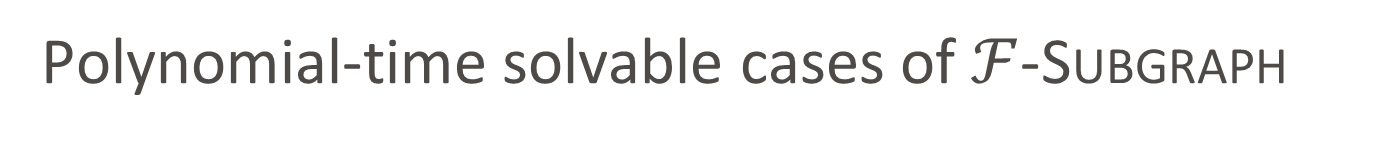 Polynomial-time solvable cases of ℱ-SUBGRAPH